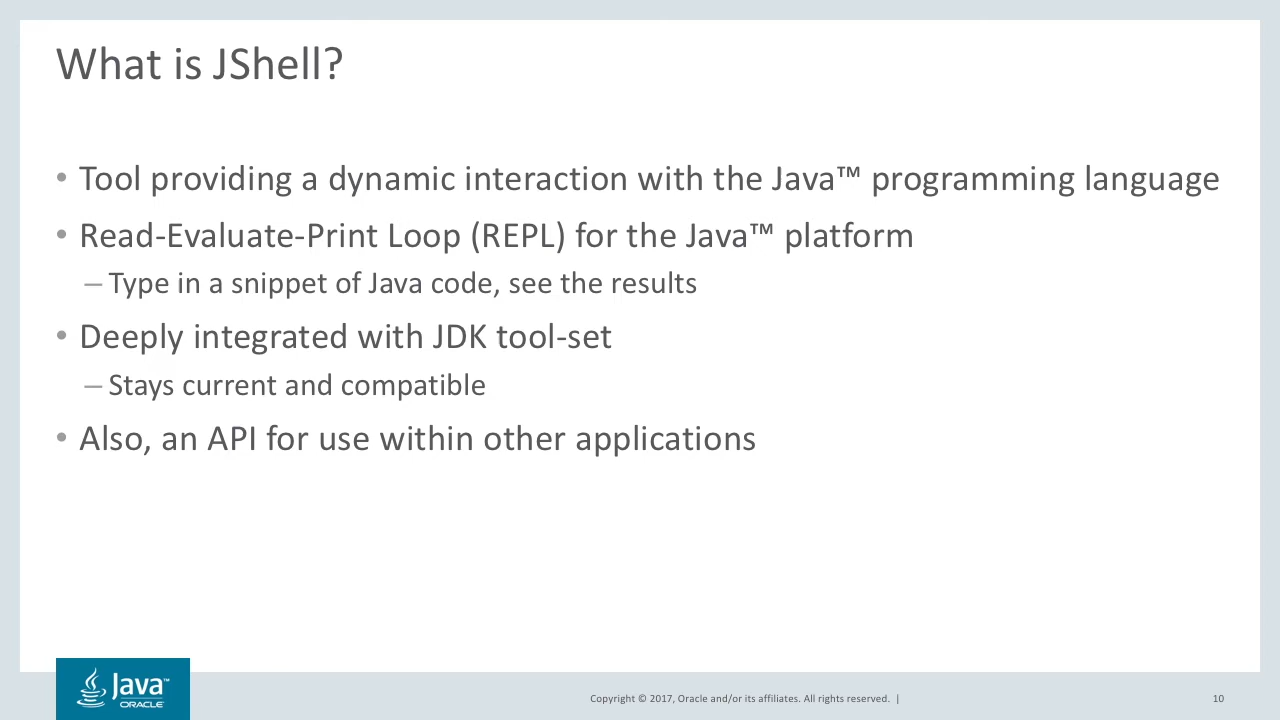 What is JShell?
• Tool providing a dynamic interaction with the Java™ programming language
• Read-Evaluate-Print Loop (REPL) for the Java™ platform
– Type in a snippet of Java code, see the results
• Deeply integrated with JDK tool-set
– Stays current and compatible
• Also, an API for use within other applications
Java™
ORACLE
Copyright © 2017, Oracle and/or its affiliates. All rights reserved. |
10